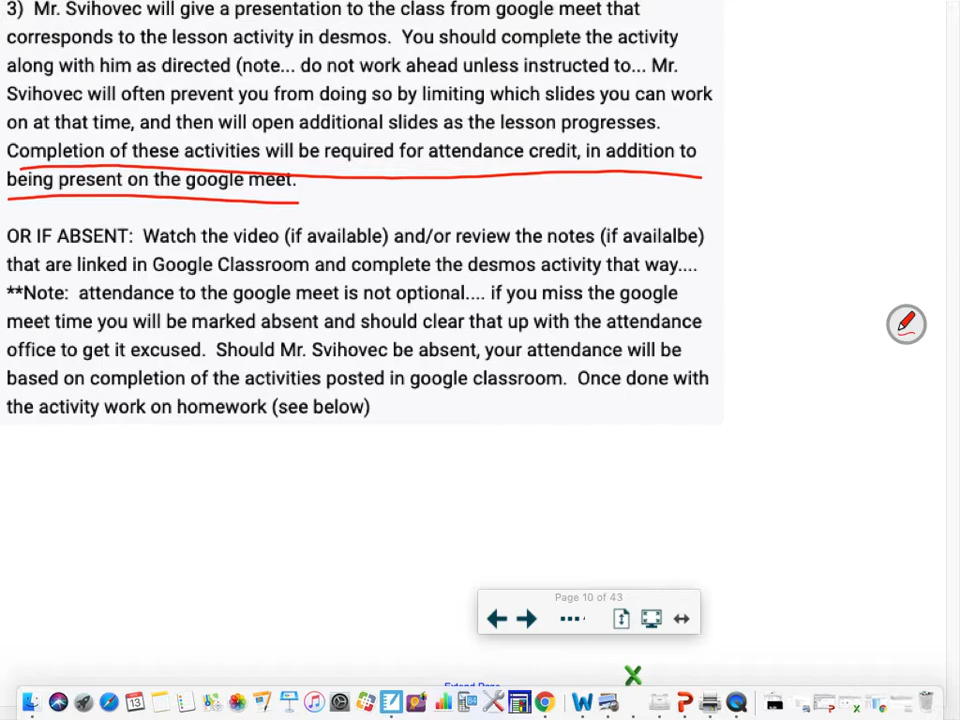 3)  Mr. Svihovec will give a presentation to the class from google meet that
corresponds to the lesson activity in desmos.  You should complete the activity
along with him as directed (note... do not work ahead unless instructed to... Mr.
Svihovec will often prevent you from doing so by limiting which slides you can work
on at that time, and then will open additional slides as the lesson progresses.
Completion of these activities will be required for attendance credit, in addition to
being present on the google meet.
OR IF ABSENT:  Watch the video (if available) and/or review the notes (if availalbe)
that are linked in Google Classroom and complete the desmos activity that way....
**Note:  attendance to the google meet is not optional.... if you miss the google
meet time you will be marked absent and should clear that up with the attendance
office to get it excused.  Should Mr. Svihovec be absent, your attendance will be
based on completion of the activities posted in google classroom.  Once done with
the activity work on homework (see below)
Page 10 of 43
Extend Page
13